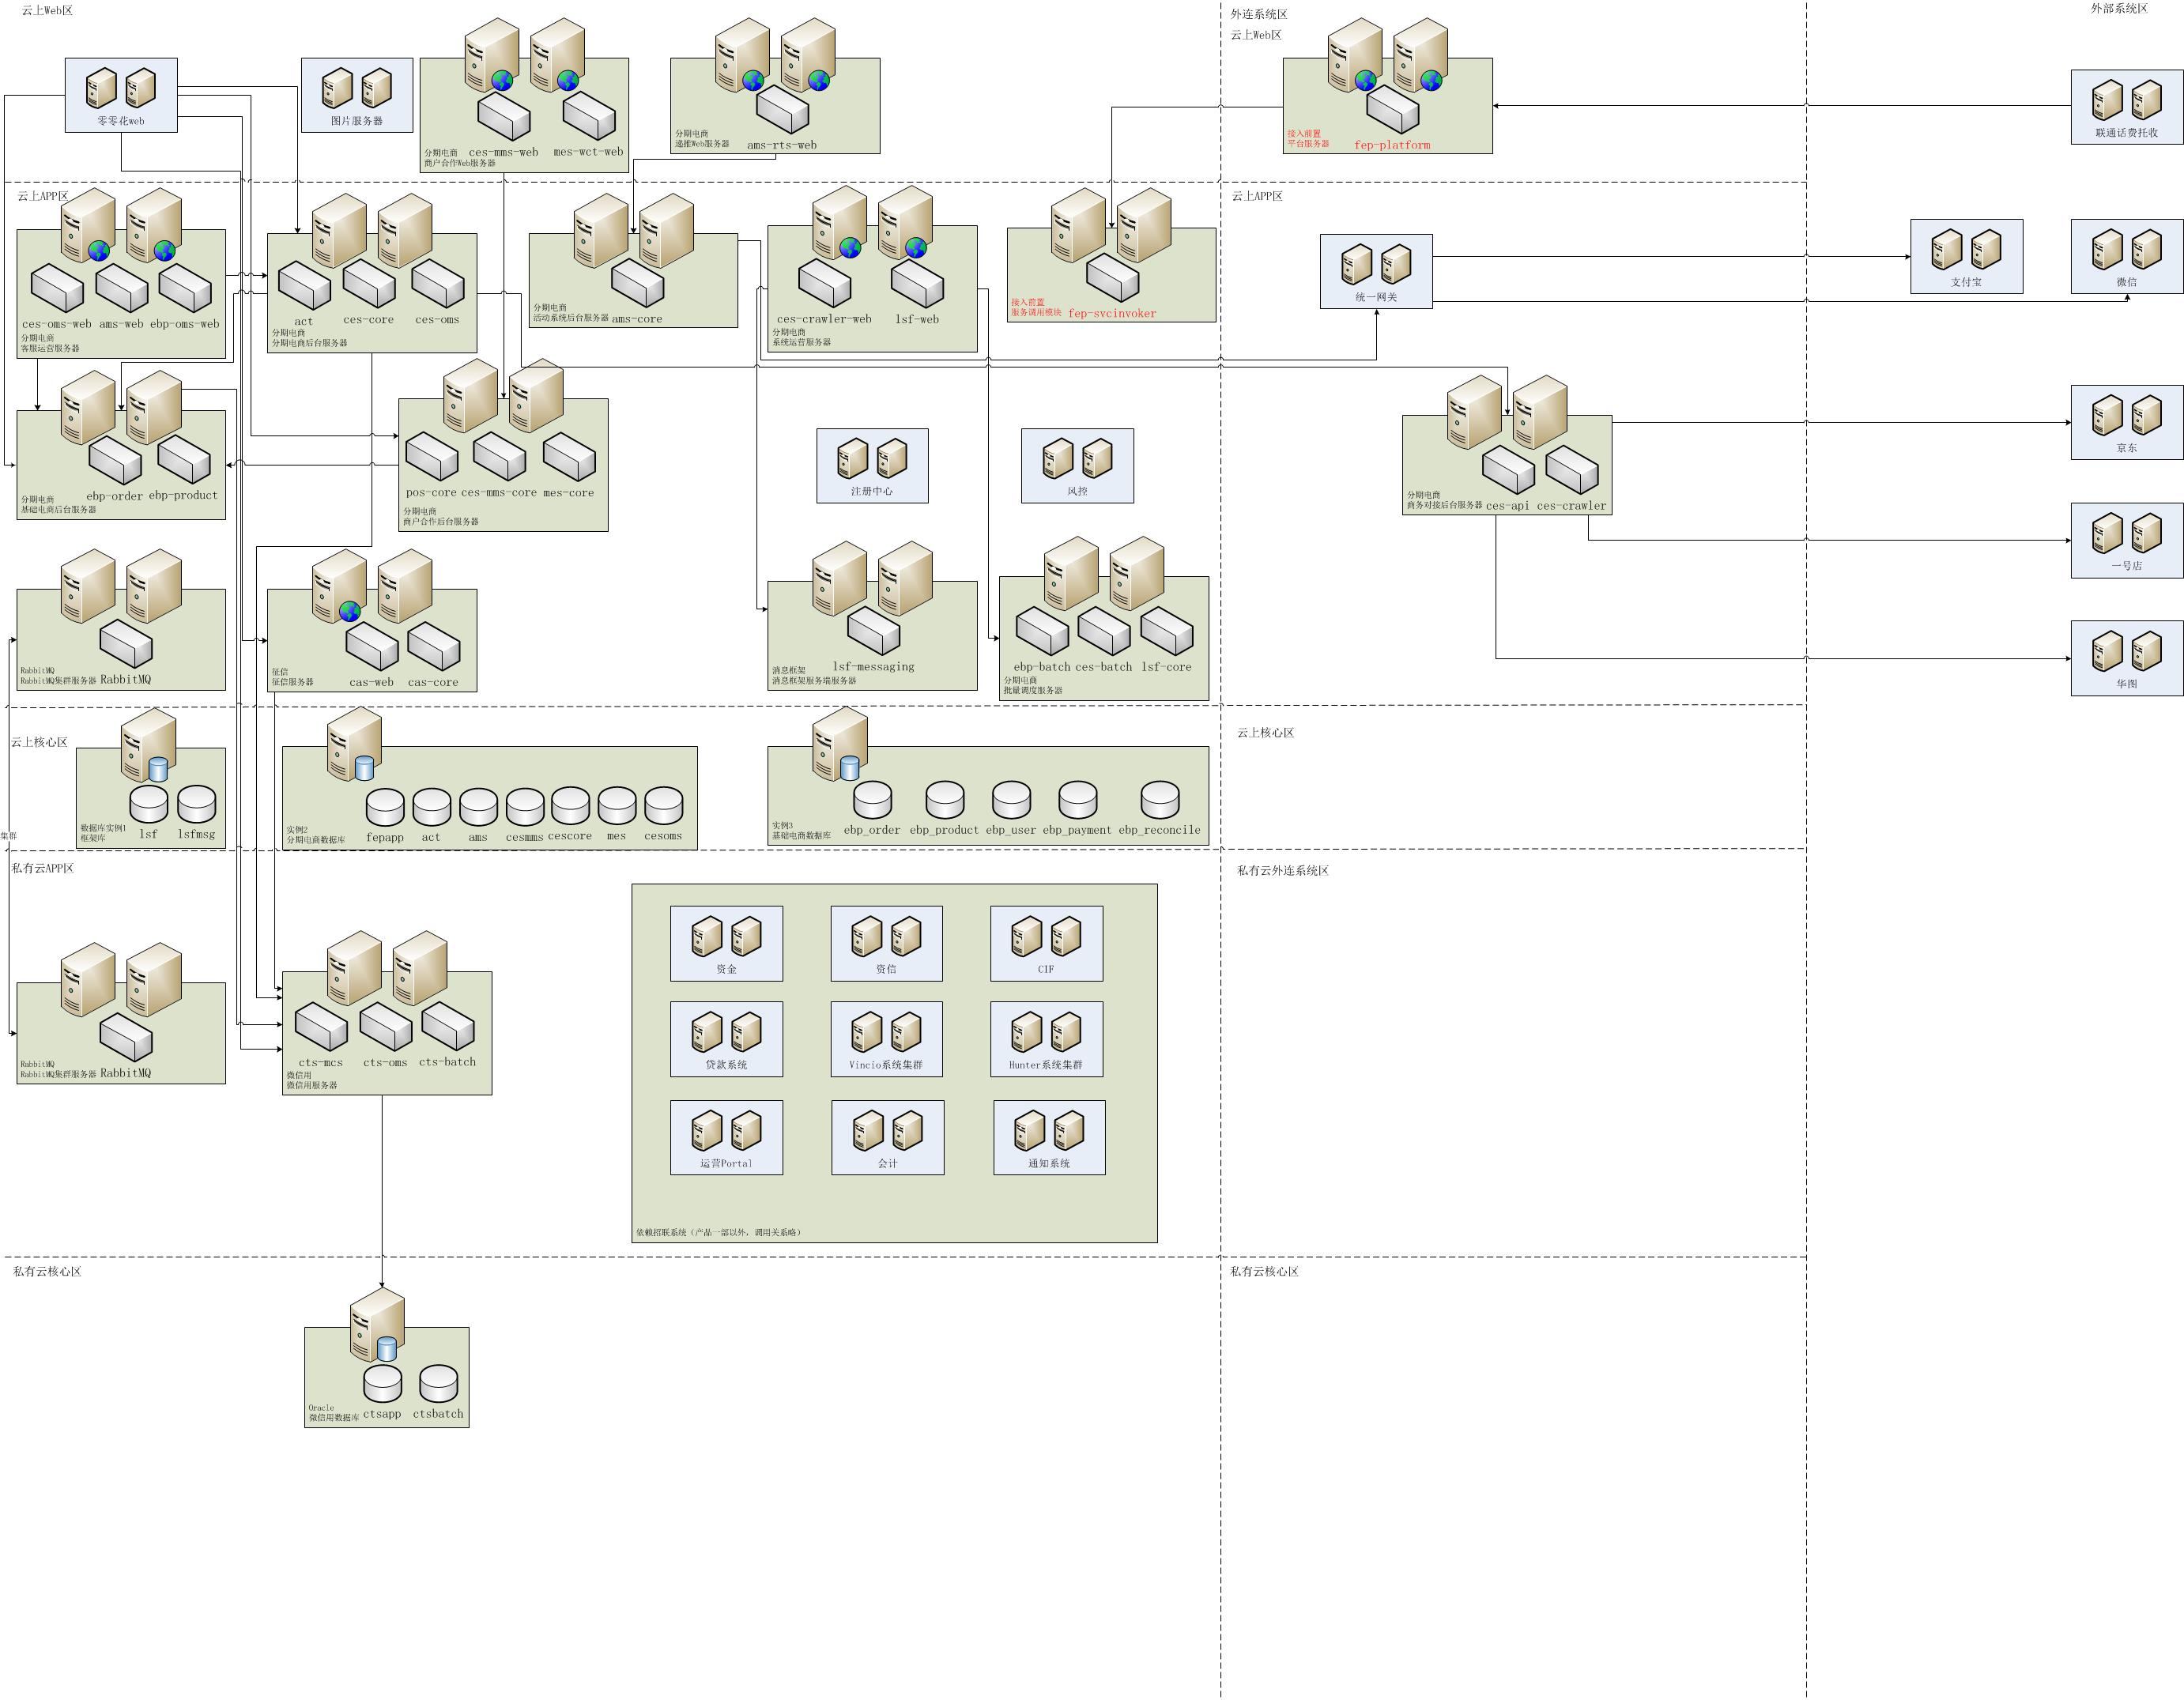 云上Web区
外连系统区
外部系统区
云上Web区
零零花web
图片服务器
分期电商
商户合作Web服务器
ces-mms-web
mes-wct-web
分期电商
递推Web服务器
ams-rts-web
接入前置
平台服务器
fep-platform
联通话费托收
云上APP区
云上APP区
ces-oms-web
ams-web
ebp-oms-web
分期电商
客服运营服务器
act
ces-core
ces-oms
分期电商
分期电商后台服务器
分期电商
活动系统后台服务器
ams-core
ces-crawler-web
lsf-web
分期电商
系统运营服务器
接入前置
服务调用模块
fep-svcinvoker
统一网关
支付宝
微信
分期电商
基础电商后台服务器
ebp-order
ebp-product
pos-core
ces-mms-core
mes-core
分期电商
商户合作后台服务器
注册中心
风控
分期电商
商务对接后台服务器
ces-api
ces-crawler
京东
一号店
华图
RabbitMQ
RabbitMQ集群服务器
RabbitMQ
征信
征信服务器
cas-web
cas-core
消息框架
消息框架服务端服务器
lsf-messaging
ebp-batch
ces-batch
lsf-core
分期电商
批量调度服务器
云上核心区
云上核心区
数据库实例1
框架库
lsf
lsfmsg
实例2
分期电商数据库
fepapp
act
ams
cesmms
cescore
mes
cesoms
实例3
基础电商数据库
ebp_order
ebp_product
ebp_user
ebp_payment
ebp_reconcile
集群
私有云APP区
私有云外连系统区
RabbitMQ
RabbitMQ集群服务器
RabbitMQ
cts-mcs
cts-oms
cts-batch
微信用
微信用服务器
资金
资信
CIF
贷款系统
Vincio系统集群
Hunter系统集群
运营Portal
会计
通知系统
依赖招联系统（产品一部以外，调用关系略）
私有云核心区
私有云核心区
Oracle
微信用数据库
ctsapp
ctsbatch